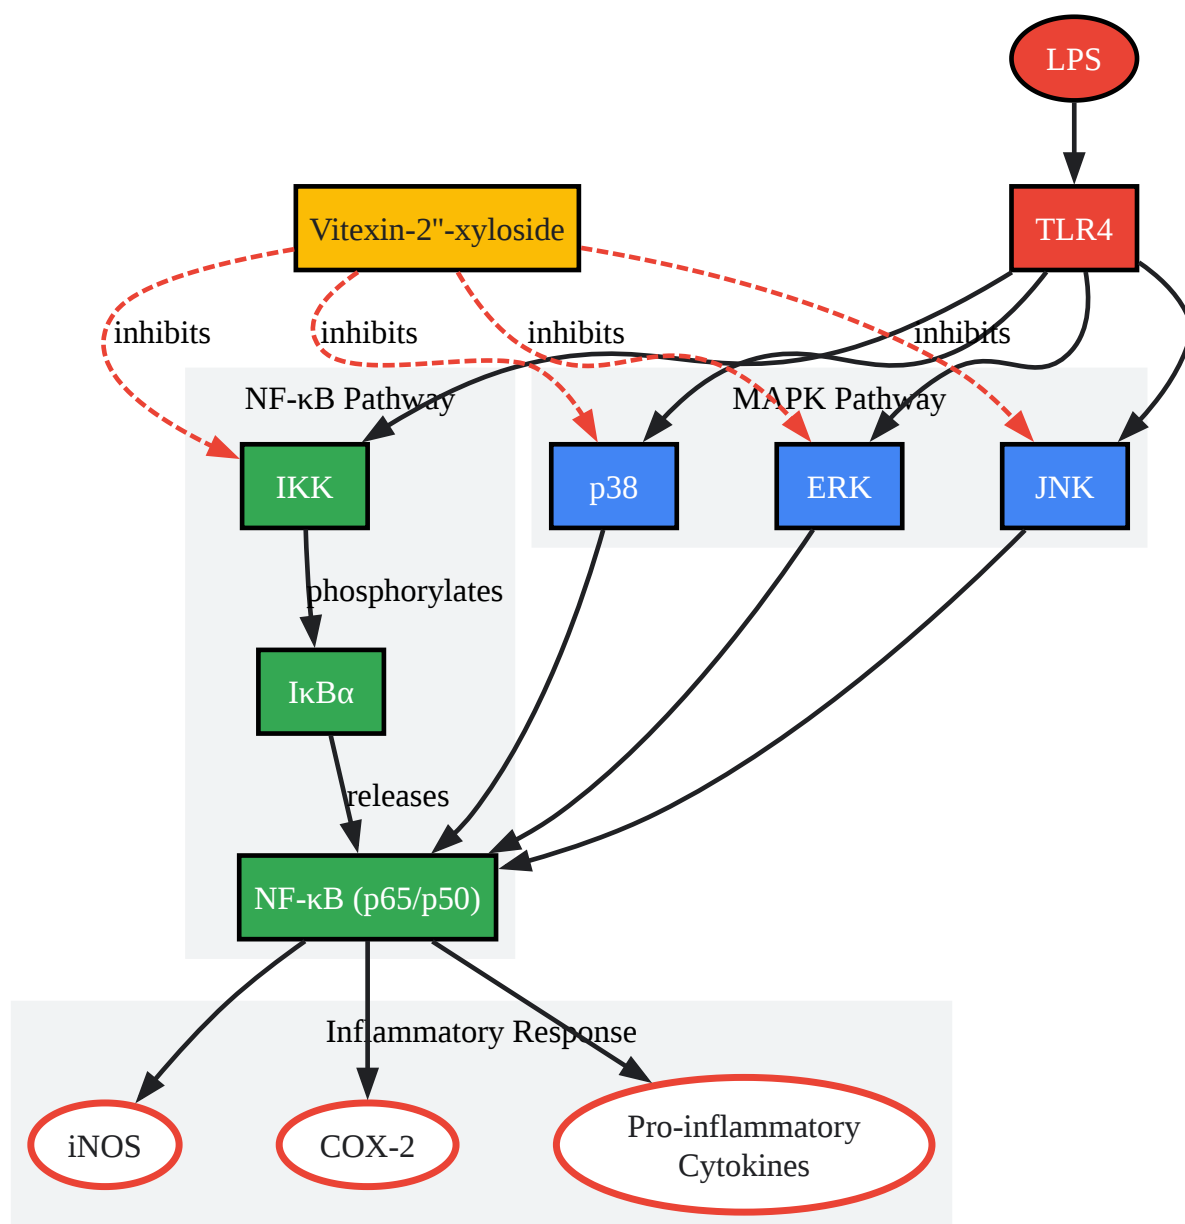 LPS
Vitexin-2"-xyloside
TLR4
inhibits
inhibits
inhibits
inhibits
NF-κB Pathway
MAPK Pathway
IKK
p38
ERK
JNK
phosphorylates
IκBα
releases
NF-κB (p65/p50)
Inflammatory Response
iNOS
COX-2
Pro-inflammatory
Cytokines